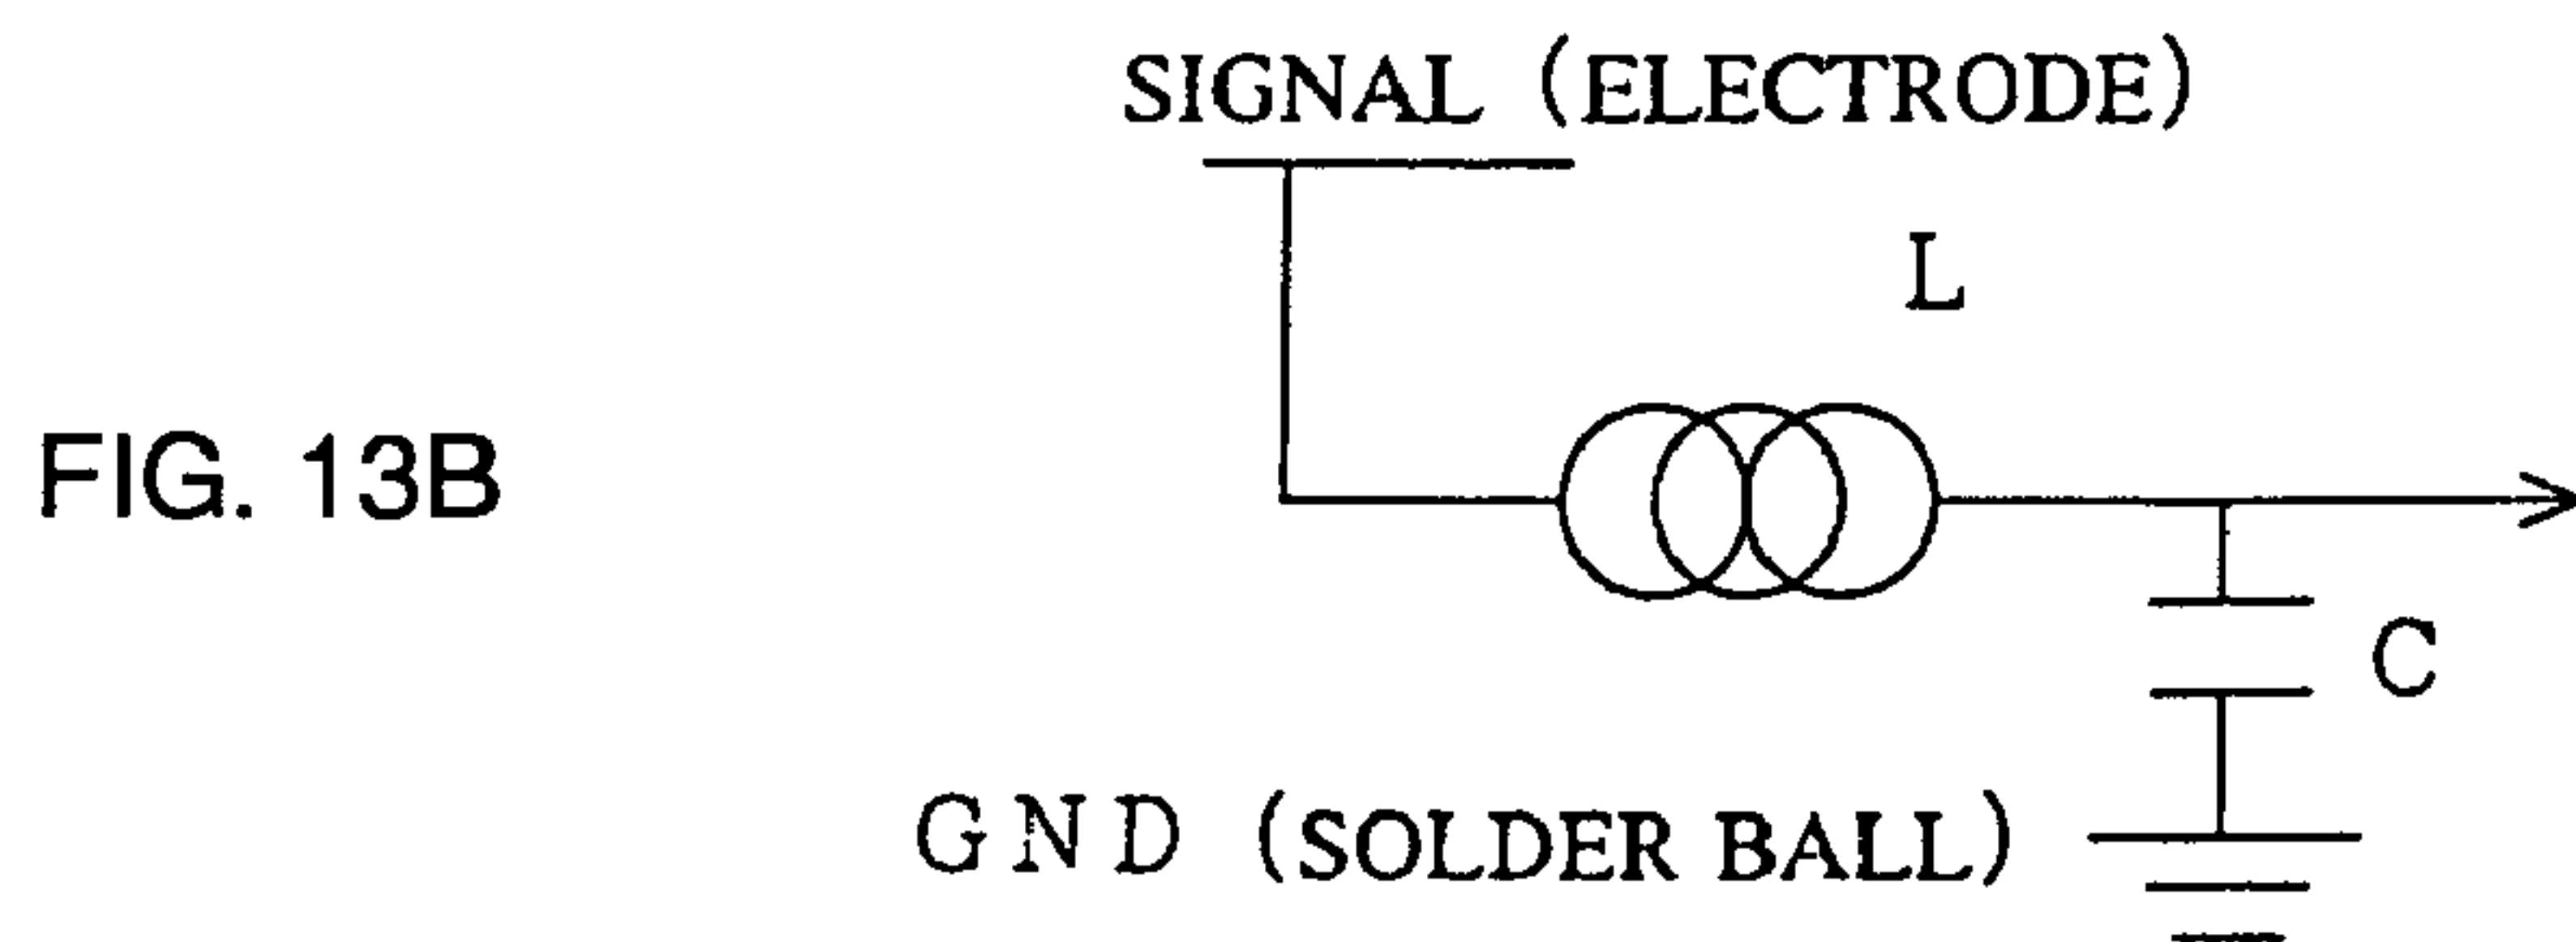 SIGNAL (ELECTRODE)
L
FIG. 13B
C
GND (SOLDER BALL)